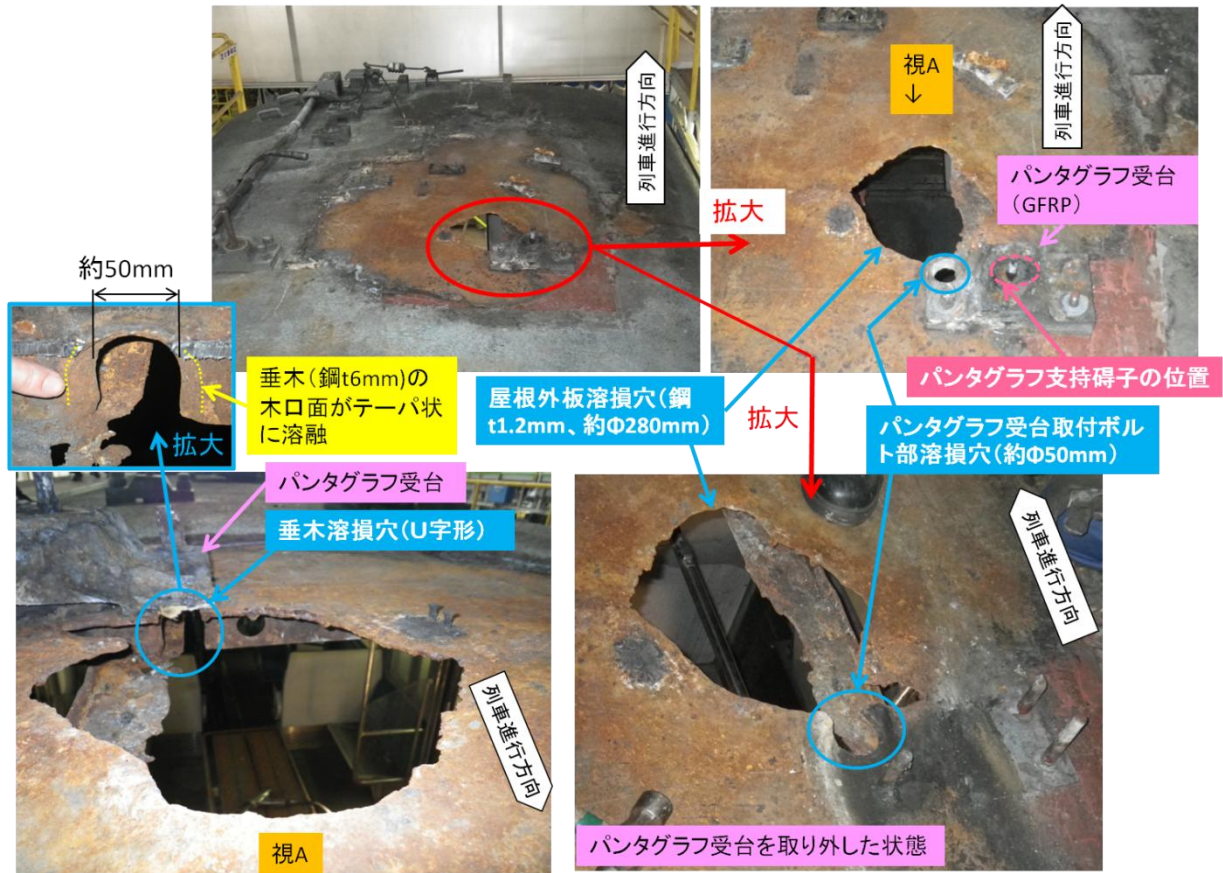 列車進行方向
視A
↓
列車進行方向
パンタグラフ受台
(GFRP)
拡大
約50mm
垂木(鋼t6mm)の
木口面がテーパ状
に溶融
拡大
屋根外板溶損穴(鋼
t1.2mm、約Φ280mm)
拡大
パンタグラフ支持碍子の位置
パンタグラフ受台取付ボル
ト部溶損穴(約Φ50mm)
パンタグラフ受台
垂木溶損穴(U字形)
列車進行方向
視A
列車進行方向
パンタグラフ受台を取り外した状態